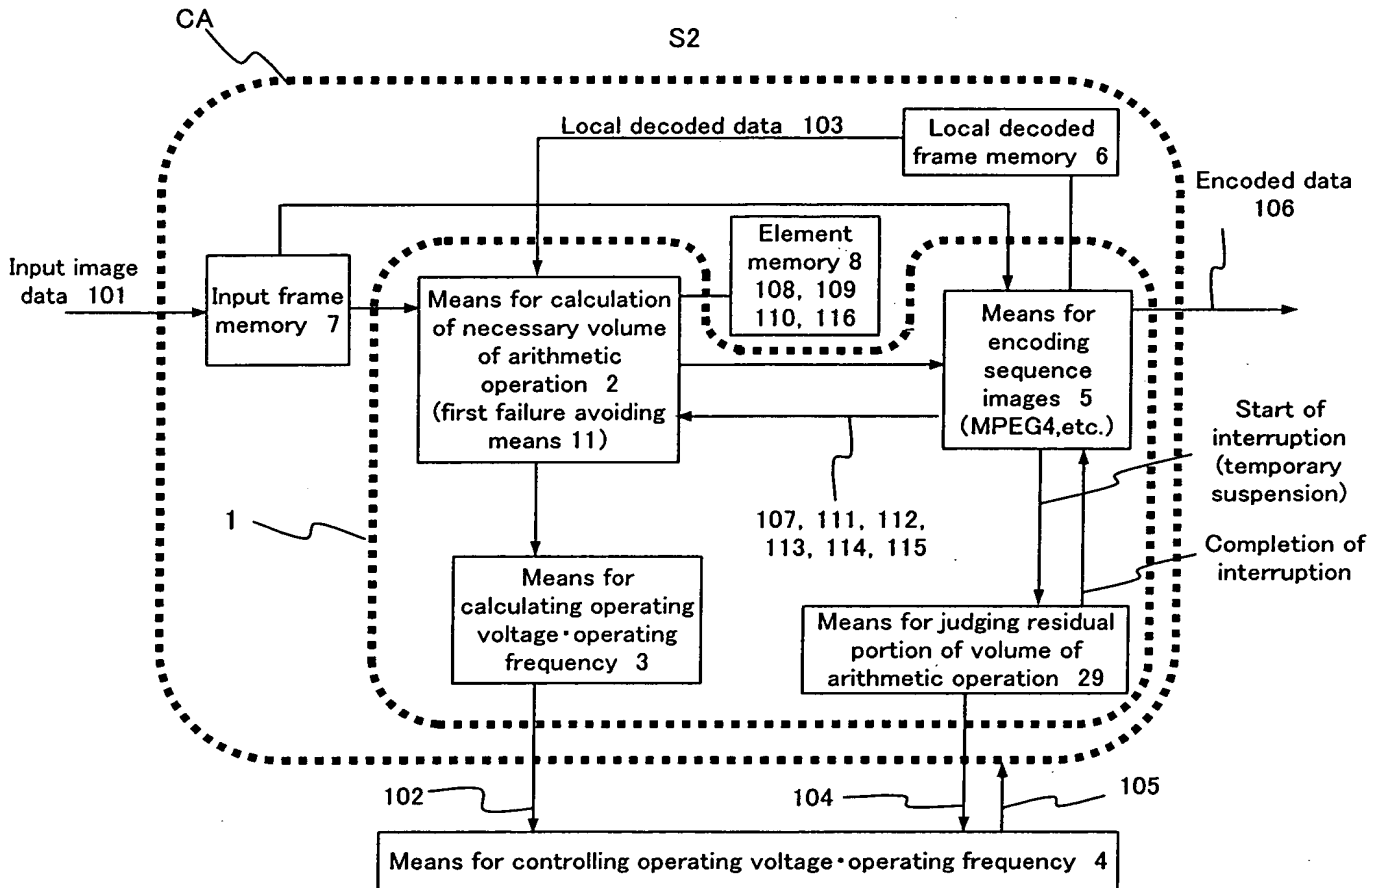 CA
S2
Local decoded data 103
Local decoded
frame memory 6
Encoded data
106
Element
memory 8
108, 109
110, 116
Input image
data 101
Input frame
memory 7
Means for calculation
of necessary volume
of arithmetic
operation 2
(first failure avoiding
means 11)
Means for
encoding
sequence
images 5
(MPEG4,etc.)
Start of
interruption
(temporary
suspension)
1
107, 111, 112,
113, 114, 115
Completion of
interruption
Means for
calculating operating
voltage・operating
frequency 3
Means for judging residual
portion of volume of
arithmetic operation 29
102
104
105
Means for controlling operating voltage・operating frequency 4